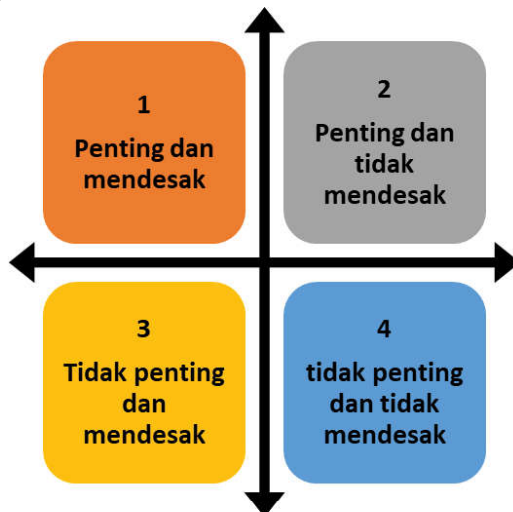 1
Penting dan
mendesak
2
Penting dan
tidak
mendesak
3
Tidak penting
dan
mendesak
4
tidak penting
dan tidak
mendesak